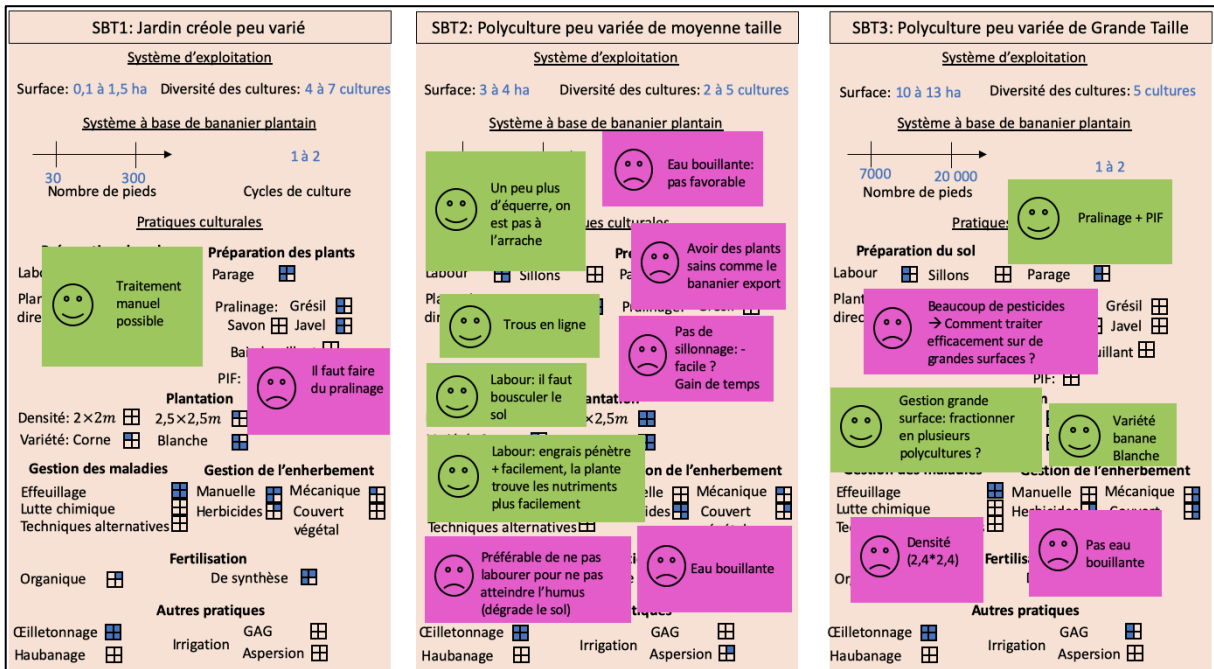 SBT1: Jardin créole peu varié
Système d'exploitation
Surface: 0,1 à 1,5 ha Diversité des cultures: 4 à 7 cultures
Système à base de bananier plantain
1 à 2
30 300
Nombre de pieds Cycles de culture
Pratiques culturales
Préparation des plants
Parage
Traitement
manuel
possible
Pralinage: Grésil
Savon Javel
Il faut faire
du pralinage
PIF:
Plantation
Densité: 2×2m 2,5×2,5m
Variété: Corne Blanche
Gestion des maladies Gestion de l'enherbement
Effeuillage Manuelle Mécanique
Lutte chimique Herbicides Couvert
Techniques alternatives végétal
Fertilisation
Organique De synthèse
Autres pratiques
Œilletonnage GAG
Irrigation
Haubanage Aspersion
SBT2: Polyculture peu variée de moyenne taille
Système d'exploitation
Surface: 3 à 4 ha Diversité des cultures: 2 à 5 cultures
Système à base de bananier plantain
Un peu plus
d'équerre, on
est pas à
l'arrache
Eau bouillante:
pas favorable
culturales
Labour Sillons
Avoir des plants
sains comme le
bananier export
Trous en ligne
Pas de
sillonnage: -
facile ?
Gain de temps
Labour: il faut
bousculer le
sol
Labour: engrais pénètre
+ facilement, la plante
trouve les nutriments
plus facilement
de l'enherbement
Mécanique
Couvert
Techniques alternatives
Préférable de ne pas
labourer pour ne pas
atteindre l'humus
(dégrade le sol)
Eau bouillante
Œilletonnage GAG
Irrigation
Haubanage Aspersion
SBT3: Polyculture peu variée de Grande Taille
Système d'exploitation
Surface: 10 à 13 ha Diversité des cultures: 5 cultures
Système à base de bananier plantain
1 à 2
7000 20 000
Nombre de pieds
Pralinage + PIF
Préparation du sol
Labour Sillons Parage
Beaucoup de pesticides
→ Comment traiter
efficacement sur de
grandes surfaces ?
Grésil
Javel
PIF:
Gestion grande
surface: fractionner
en plusieurs
polycultures ?
Variété
banane
Blanche
Gestion des maladies Gestion de l'enherbement
Effeuillage Manuelle Mécanique
Lutte chimique Herbicides Couvert
Densité
(2,4*2,4)
Pas eau
bouillante
Autres pratiques
Œilletonnage GAG
Irrigation
Haubanage Aspersion